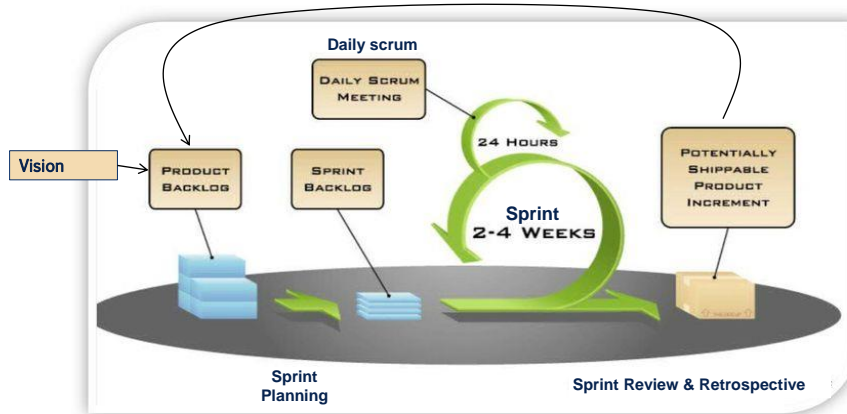 Daily scrum
DAILY SCRUM
MEETING
24 HOURS
Vision
PRODUCT
BACKLOG
SPRINT
BACKLOG
POTENTIALLY
SHIPPABLE
PRODUCT
INCREMENT
Sprint
2-4 WEEKS
Sprint
Planning
Sprint Review & Retrospective